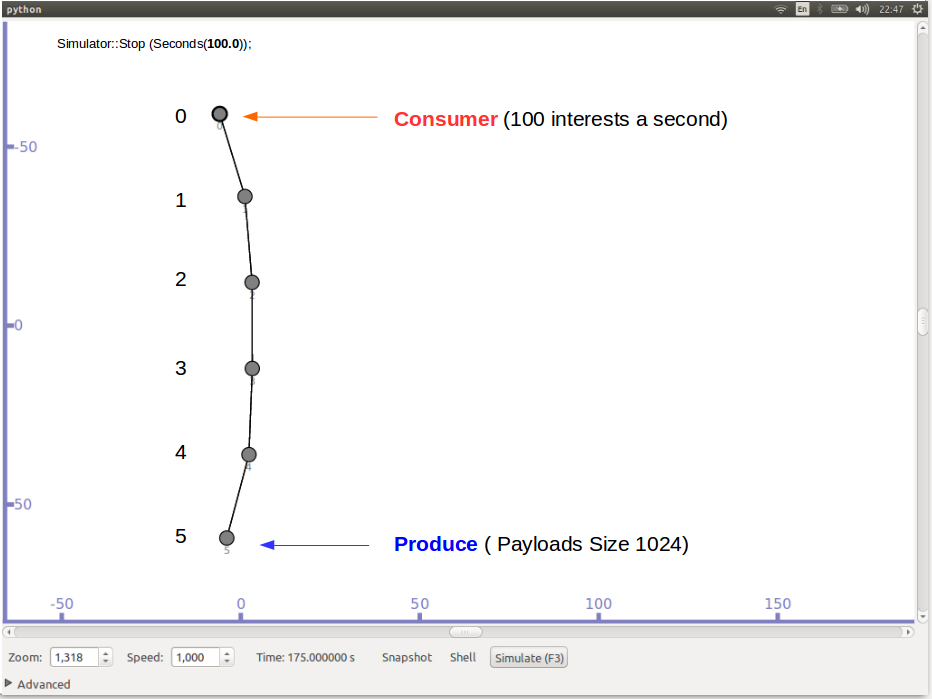 python En 22:47
Simulator::Stop (Seconds(100.0));
0 Consumer (100 interests a second)
0
-50
1
1
2
2
0
3
3
4
4
50
5 Produce ( Payloads Size 1024)
5
-50 0 50 100 150
Zoom: 1,318 Speed: 1,000 Time: 175.000000 s Snapshot Shell Simulate (F3)
Advanced